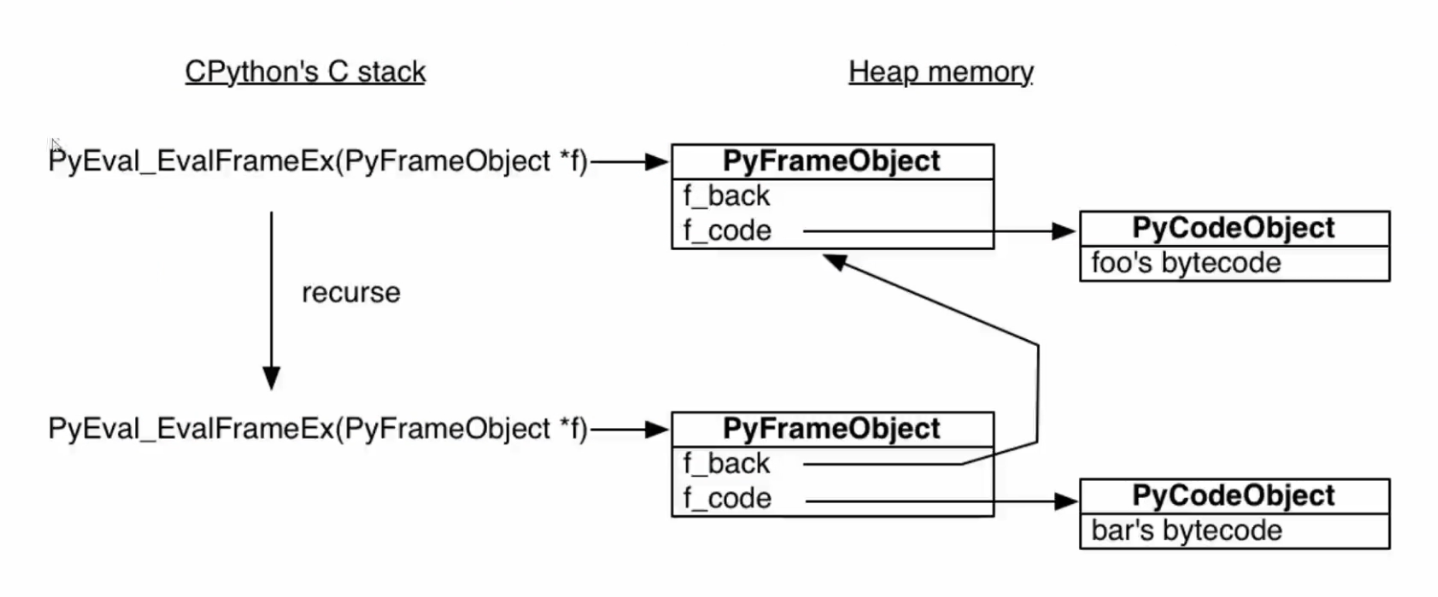 CPython's C stack
Heap memory
PyEval_EvalFrameEx(PyFrameObject *f)
PyFrameObject
f_back
f_code
PyCodeObject
foo's bytecode
recurse
PyEval_EvalFrameEx(PyFrameObject *f)
PyFrameObject
f_back
f_code
PyCodeObject
bar's bytecode